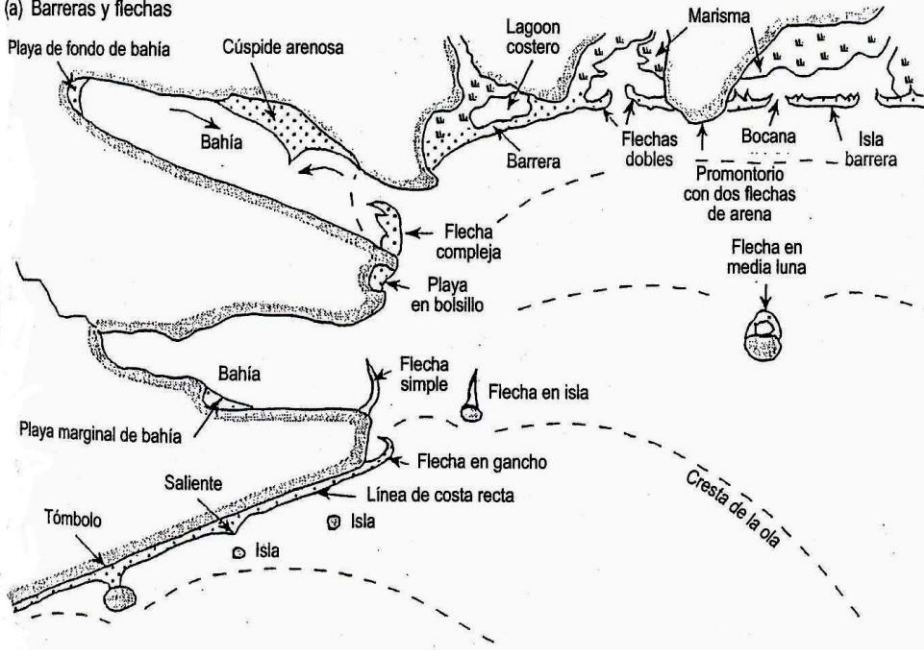 (a) Barreras y flechas
Playa de fondo de bahía
Cúspide arenosa
Lagoon
costero
Marisma
Bahía
Barrera
Flechas
dobles
Bocana
Isla
barrera
Promontorio
con dos flechas
de arena
Flecha
compleja
Flecha en
media luna
Playa
en bolsillo
Bahía
Flecha
simple
Flecha en isla
Playa marginal de bahía
Flecha en gancho
Saliente
Línea de costa recta
Cresta de la ola
Tómbolo
Isla
Isla